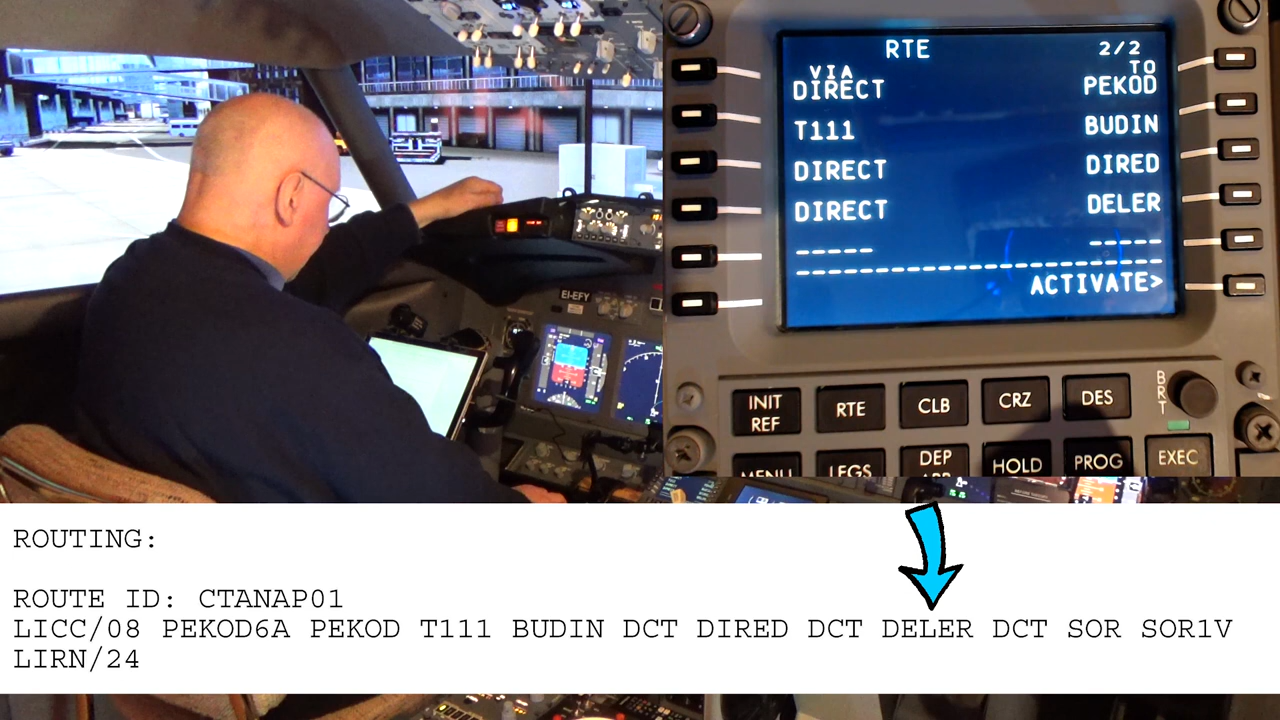 RTE 2/2
VIA TO
DIRECT PEKOD
T111 BUDIN
DIRECT DIRED
DIRECT DELER
----- -----
------------------------
ACTIVATE>
INIT REF
RTE
CLB
CRZ
DES
BRT
MENU
LEGS
DEP ARR
HOLD
PROG
EXEC
EI-EFY
ROUTING:
ROUTE ID: CTANAP01
LICC/08 PEKOD6A PEKOD T111 BUDIN DCT DIRED DCT DELER DCT SOR SOR1V
LIRN/24